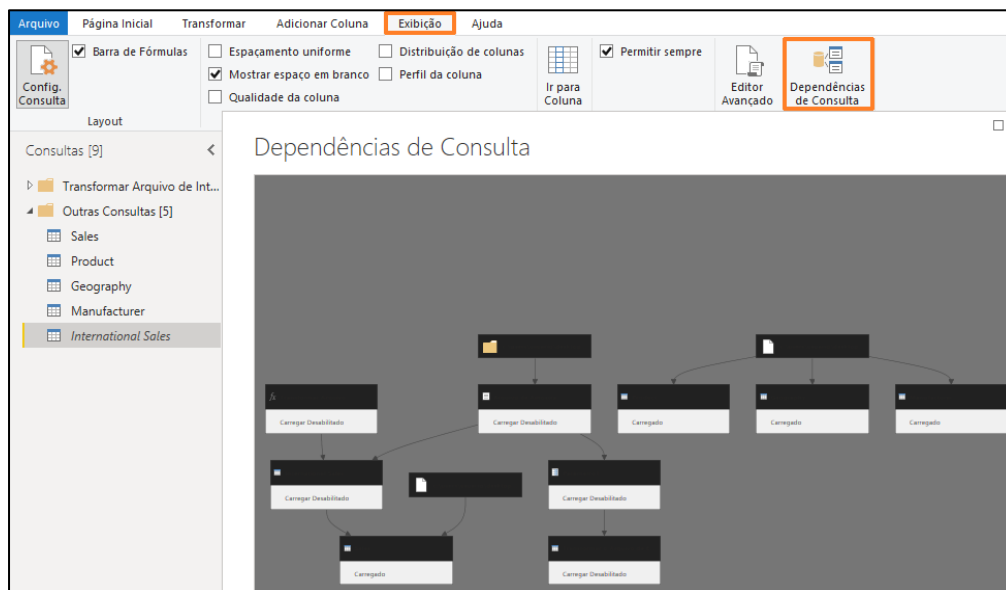 Arquivo Página Inicial Transformar Adicionar Coluna Exibição Ajuda
Config. Consulta
Barra de Fórmulas
Layout
Espaçamento uniforme
Mostrar espaço em branco
Qualidade da coluna
Distribuição de colunas
Perfil da coluna
Ir para Coluna
Permitir sempre
Editor Avançado
Dependências de Consulta
Consultas [9]
Transformar Arquivo de Int...
Outras Consultas [5]
Sales
Product
Geography
Manufacturer
International Sales
Dependências de Consulta
fx
Carregar Desabilitado
Carregar Desabilitado
Carregado
Carregado
Carregado
Carregar Desabilitado
Carregar Desabilitado
Carregado
Carregar Desabilitado